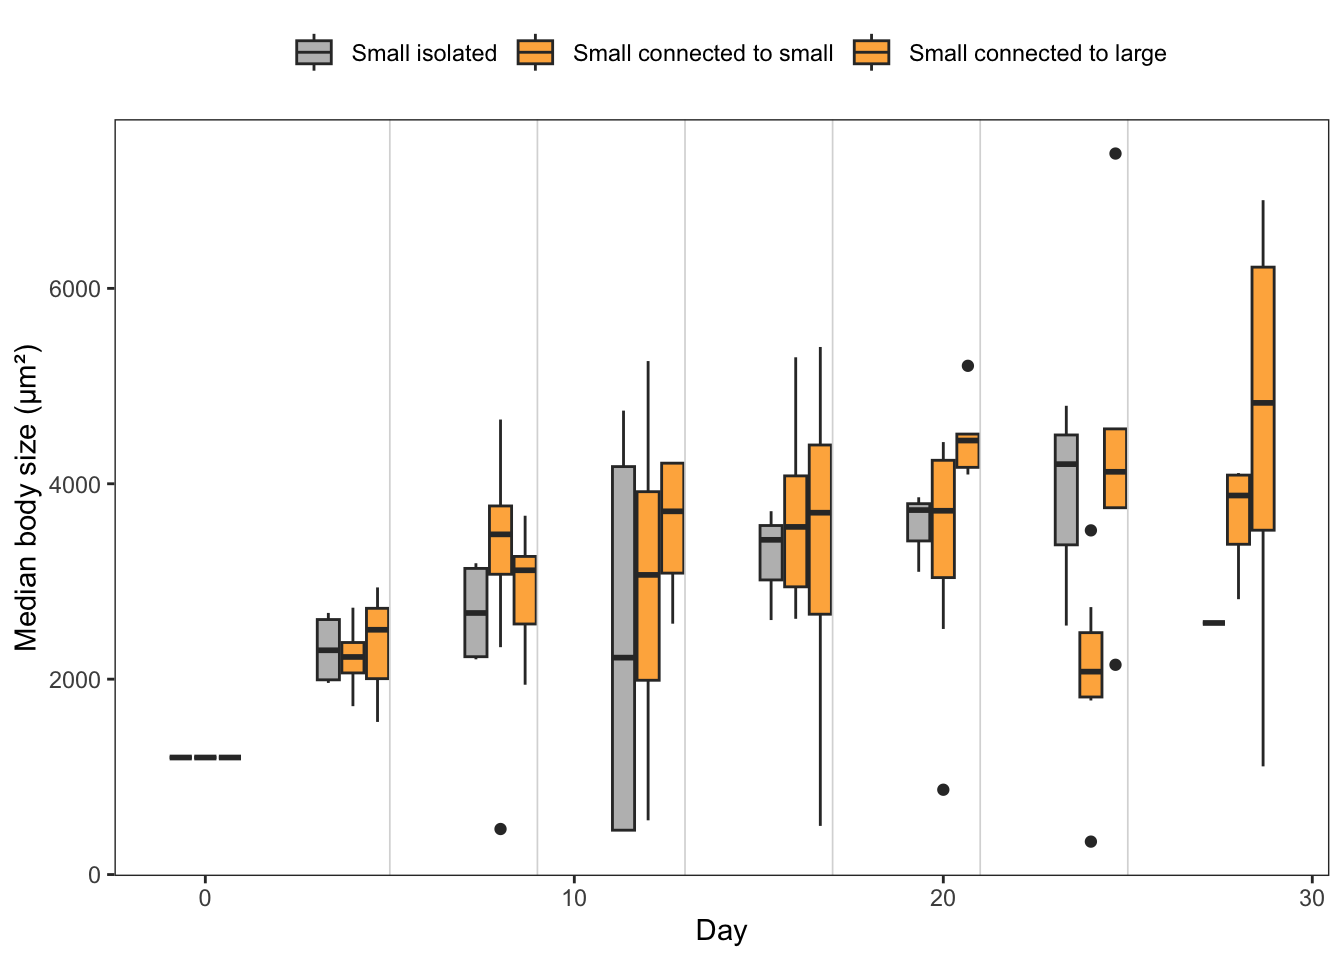 Small isolated Small connected to small Small connected to large
Median body size (μm²)
6000
4000
2000
0
0 10 20 30
Day